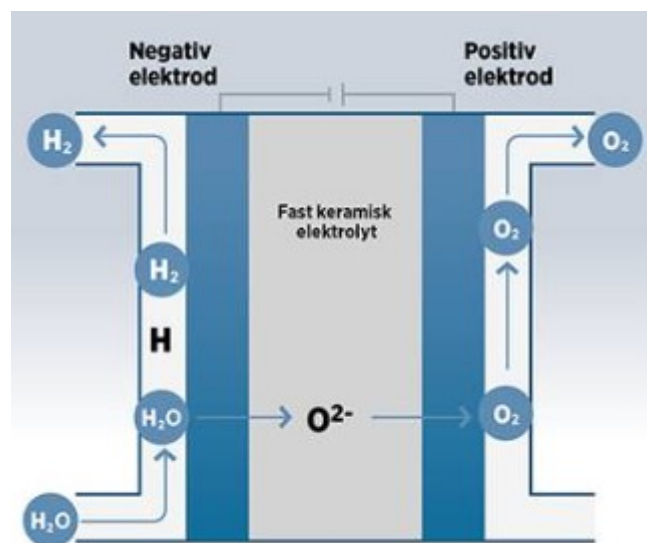 Negativ
elektrod
Positiv
elektrod
H₂
O₂
Fast keramisk
elektrolyt
O₂
H₂
H
H₂O
O²⁻
O₂
H₂O